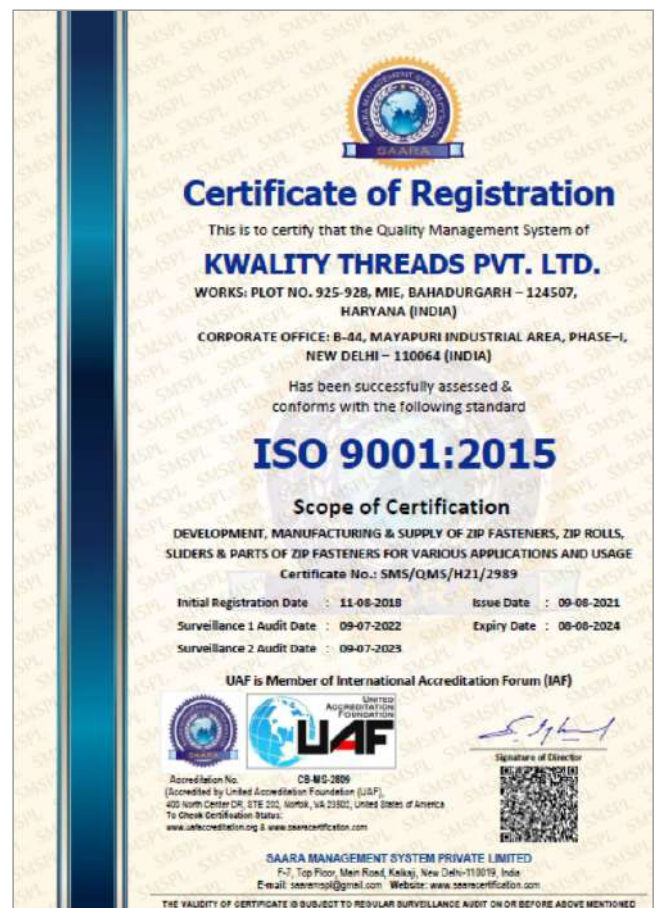 SAARA MANAGEMENT SYSTEM PVT. LTD.
SAARA
Certificate of Registration
This is to certify that the Quality Management System of
KWALITY THREADS PVT. LTD.
WORKS: PLOT NO. 925-928, MIE, BAHADURGARH – 124507,
HARYANA (INDIA)
CORPORATE OFFICE: B-44, MAYAPURI INDUSTRIAL AREA, PHASE–I,
NEW DELHI – 110064 (INDIA)
Has been successfully assessed &
conforms with the following standard
ISO 9001:2015
Scope of Certification
DEVELOPMENT, MANUFACTURING & SUPPLY OF ZIP FASTENERS, ZIP ROLLS,
SLIDERS & PARTS OF ZIP FASTENERS FOR VARIOUS APPLICATIONS AND USAGE
Certificate No.: SMS/QMS/H21/2989
Initial Registration Date : 11-08-2018 Issue Date : 09-08-2021
Surveillance 1 Audit Date : 09-07-2022 Expiry Date : 08-08-2024
Surveillance 2 Audit Date : 09-07-2023
UAF is Member of International Accreditation Forum (IAF)
SAARA
UNITED
ACCREDITATION
FOUNDATION
UAF
Signature of Director
Accreditation No. CB-MS-2809
(Accredited by United Accreditation Foundation (UAF),
400 North Center DR, STE 202, Norfolk, VA 23502, United States of America
To Check Certification Status:
www.uafaccreditation.org & www.saaracertification.com
SAARA MANAGEMENT SYSTEM PRIVATE LIMITED
F-7, Top Floor, Main Road, Kalkaji, New Delhi-110019, India
E-mail: saaramspl@gmail.com Website: www.saaracertification.com
THE VALIDITY OF CERTIFICATE IS SUBJECT TO REGULAR SURVEILLANCE AUDIT ON OR BEFORE ABOVE MENTIONED